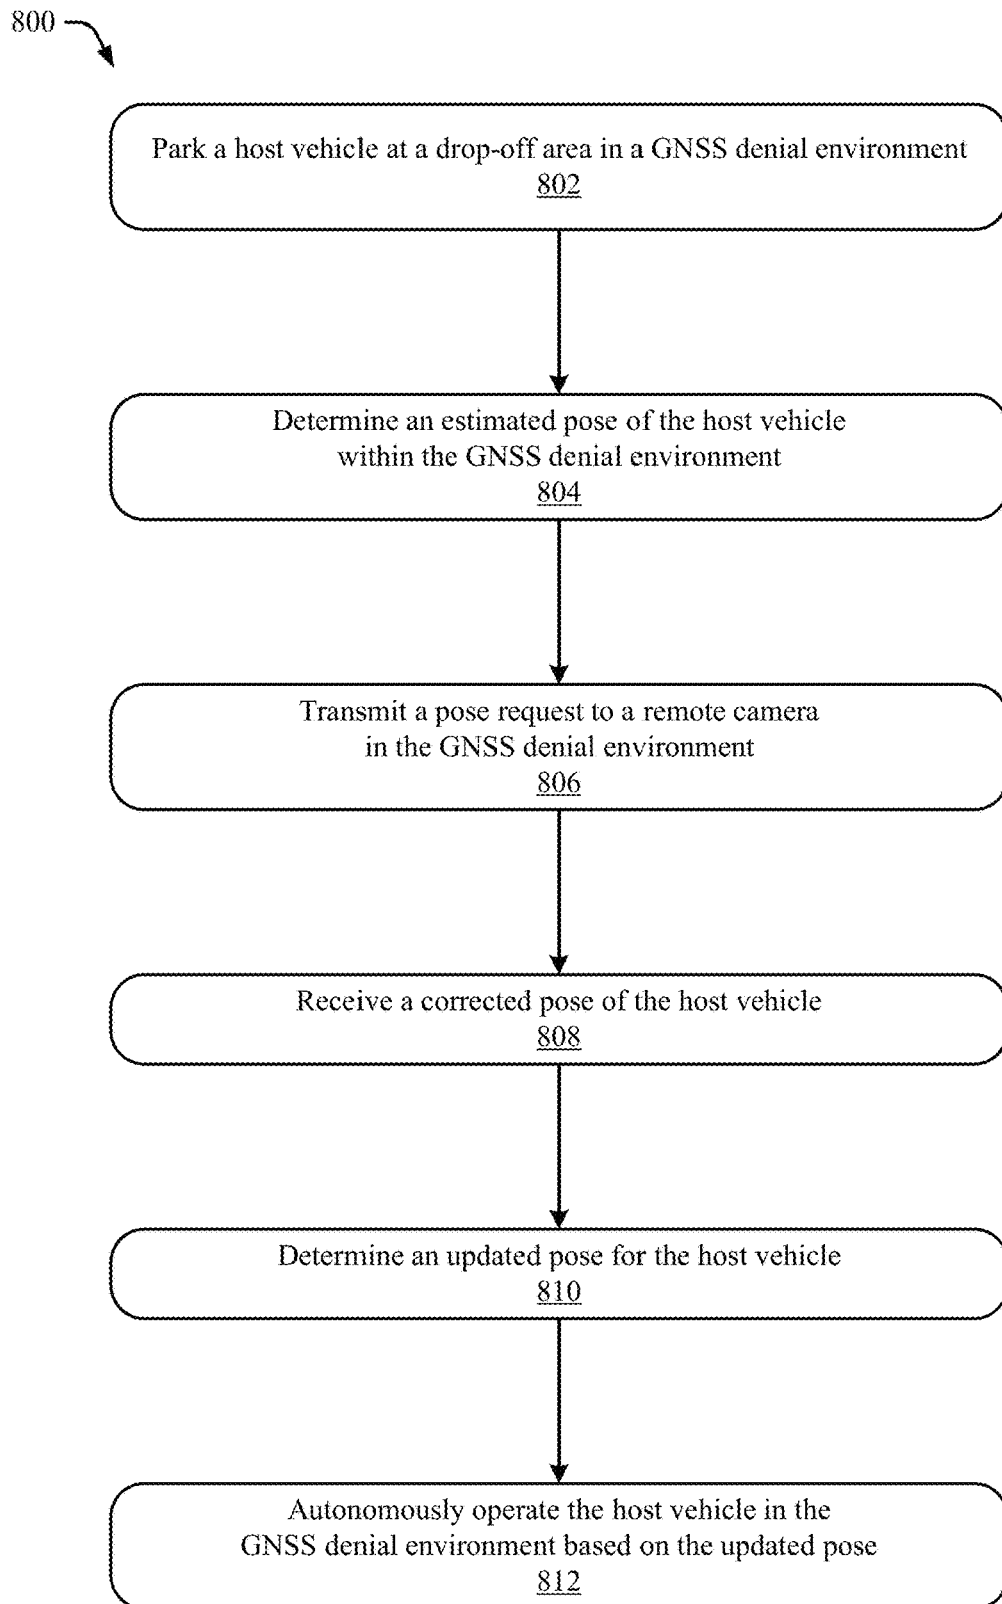 800
Park a host vehicle at a drop-off area in a GNSS denial environment
802
Determine an estimated pose of the host vehicle
within the GNSS denial environment
804
Transmit a pose request to a remote camera
in the GNSS denial environment
806
Receive a corrected pose of the host vehicle
808
Determine an updated pose for the host vehicle
810
Autonomously operate the host vehicle in the
GNSS denial environment based on the updated pose
812